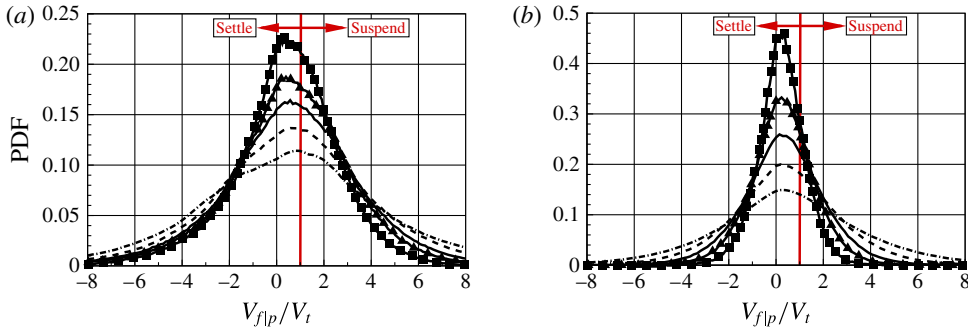 (a)
Settle Suspend
0.25
0.20
0.15
0.10
0.05
0
PDF
−8 −6 −4 −2 0 2 4 6 8
V_{f|p}/V_t
(b)
Settle Suspend
0.5
0.4
0.3
0.2
0.1
0
−8 −6 −4 −2 0 2 4 6 8
V_{f|p}/V_t